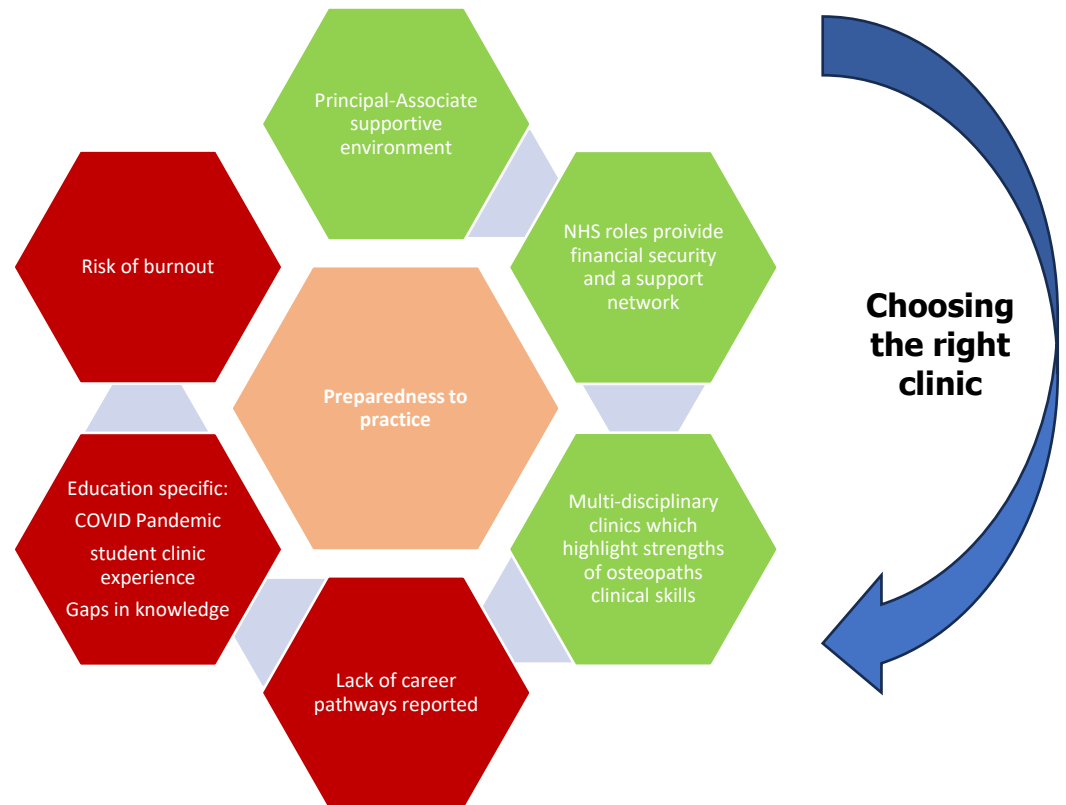 Principal-Associate
supportive
environment
NHS roles proivide
financial security
and a support
network
Multi-disciplinary
clinics which
highlight strengths
of osteopaths
clinical skills
Lack of career
pathways reported
Education specific:
COVID Pandemic
student clinic
experience
Gaps in knowledge
Risk of burnout
Preparedness to
practice
Choosing
the right
clinic